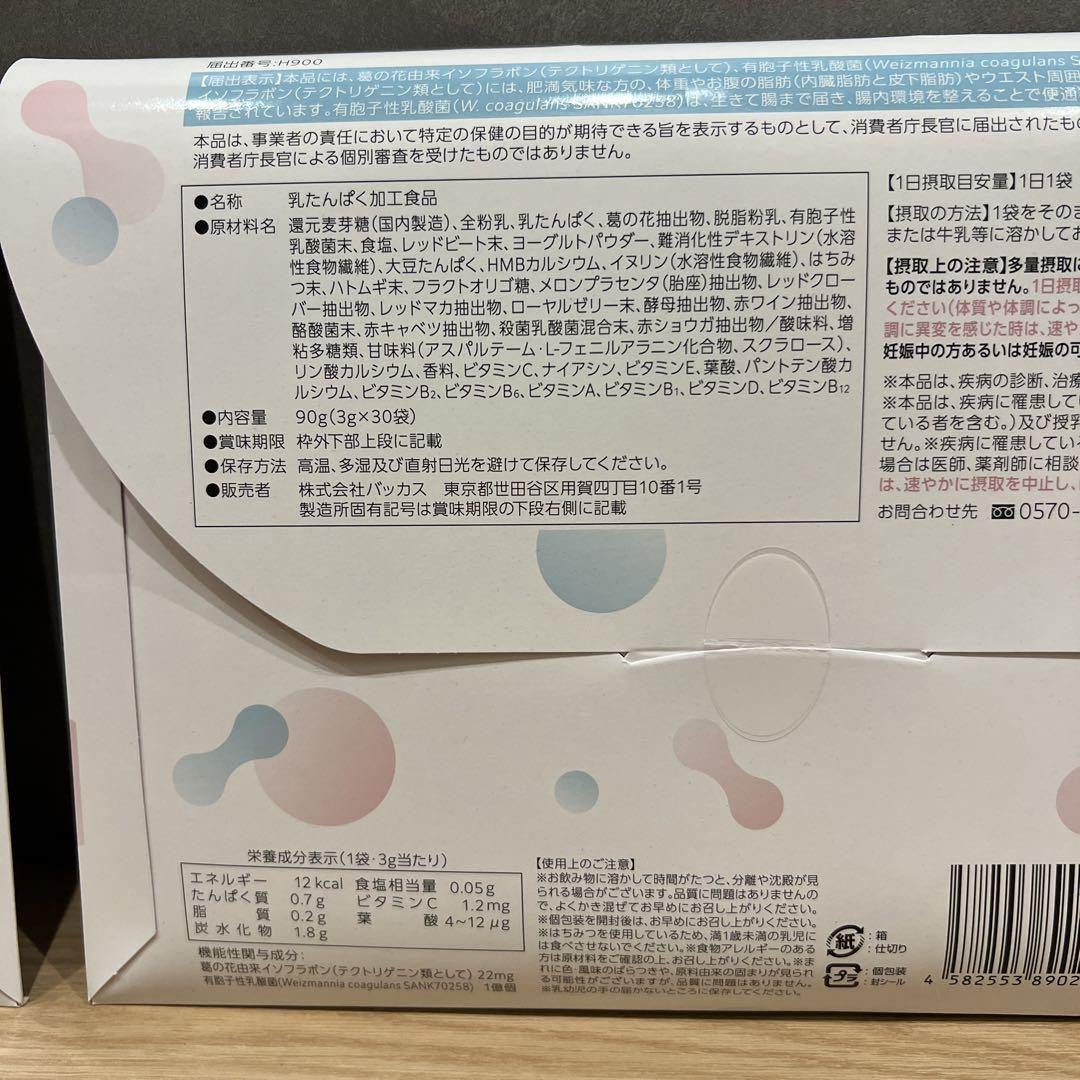 届出番号:H900
【届出表示】本品には、葛の花由来イソフラボン(テクトリゲニン類として)、有胞子性乳酸菌(Weizmannia coagulans S
イソフラボン(テクトリゲニン類として)には、肥満気味な方の、体重やお腹の脂肪(内臓脂肪と皮下脂肪)やウエスト周囲
報告されています。有胞子性乳酸菌(W. coagulans SANK70258)は、生きて腸まで届き、腸内環境を整えることで便通
本品は、事業者の責任において特定の保健の目的が期待できる旨を表示するものとして、消費者庁長官に届出されたもの
消費者庁長官による個別審査を受けたものではありません。
●名称 乳たんぱく加工食品
●原材料名 還元麦芽糖(国内製造)、全粉乳、乳たんぱく、葛の花抽出物、脱脂粉乳、有胞子性
乳酸菌末、食塩、レッドビート末、ヨーグルトパウダー、難消化性デキストリン(水溶
性食物繊維)、大豆たんぱく、HMBカルシウム、イヌリン(水溶性食物繊維)、はちみ
つ末、ハトムギ末、フラクトオリゴ糖、メロンプラセンタ(胎座)抽出物、レッドクロー
バー抽出物、レッドマカ抽出物、ローヤルゼリー末、酵母抽出物、赤ワイン抽出物、
酪酸菌末、赤キャベツ抽出物、殺菌乳酸菌混合末、赤ショウガ抽出物／酸味料、増
粘多糖類、甘味料(アスパルテーム・L-フェニルアラニン化合物、スクラロース)、
リン酸カルシウム、香料、ビタミンC、ナイアシン、ビタミンE、葉酸、パントテン酸カ
ルシウム、ビタミンB2、ビタミンB6、ビタミンA、ビタミンB1、ビタミンD、ビタミンB12
●内容量 90g(3g×30袋)
●賞味期限 枠外下部上段に記載
●保存方法 高温、多湿及び直射日光を避けて保存してください。
●販売者 株式会社バッカス 東京都世田谷区用賀四丁目10番1号
製造所固有記号は賞味期限の下段右側に記載
【1日摂取目安量】1日1袋
【摂取の方法】1袋をそのま
または牛乳等に溶かしてお
【摂取上の注意】多量摂取に
ものではありません。1日摂取
ください(体質や体調によっ
調に異変を感じた時は、速や
妊娠中の方あるいは妊娠の可
※本品は、疾病の診断、治療
※本品は、疾病に罹患してい
ている者を含む。)及び授乳
せん。※疾病に罹患している
場合は医師、薬剤師に相談
は、速やかに摂取を中止し、
お問合わせ先 0570-
栄養成分表示(1袋・3g当たり)
エネルギー 12kcal 食塩相当量 0.05g
たんぱく質 0.7g ビタミンC 1.2mg
脂質 0.2g 葉酸 4~12μg
炭水化物 1.8g
機能性関与成分:
葛の花由来イソフラボン(テクトリゲニン類として) 22mg
有胞子性乳酸菌(Weizmannia coagulans SANK70258) 1億個
【使用上のご注意】
※お飲み物に溶かして時間がたつと、分離や沈殿が見
られる場合がございます。品質に問題はありませんの
で、よくかき混ぜてお早めにお召し上がりください。
※個包装を開封後は、お早めにお召し上がりください。
※はちみつを使用しているため、満1歳未満の乳児に
は食べさせないでください。※食物アレルギーのある
方は原材料をご確認の上、お召し上がりください。※ま
れに色・風味のばらつきや、原料由来の固まりが見られ
る可能性がございますが、品質に問題はありません。
※乳幼児の手の届かないところに保存してください。
紙 :箱
:仕切り
プラ :個包装
:封シール
4 582553 8902